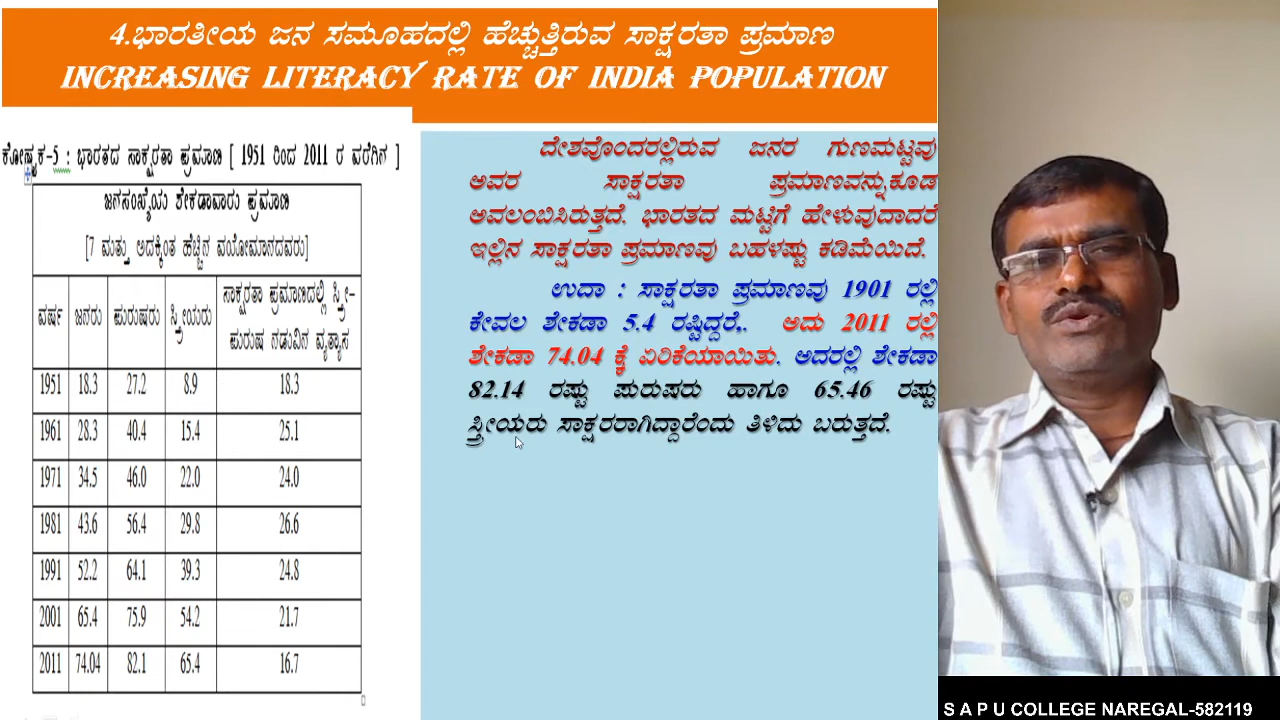 4.ಭಾರತೀಯ ಜನ ಸಮೂಹದಲ್ಲಿ ಹೆಚ್ಚುತ್ತಿರುವ ಸಾಕ್ಷರತಾ ಪ್ರಮಾಣ
INCREASING LITERACY RATE OF INDIA POPULATION
ಕೋಷ್ಟಕ-5 : ಭಾರತದ ಸಾಕ್ಷರತಾ ಪ್ರಮಾಣ [ 1951 ರಿಂದ 2011 ರ ವರೆಗಿನ ]
ಜನಸಂಖ್ಯೆಯ ಶೇಕಡಾವಾರು ಪ್ರಮಾಣ
[7 ಮತ್ತು ಅದಕ್ಕಿಂತ ಹೆಚ್ಚಿನ ವಯೋಮಾನದವರು]
ವರ್ಷ ಜನರು ಪುರುಷರು ಸ್ತ್ರೀಯರು ಸಾಕ್ಷರತಾ ಪ್ರಮಾಣದಲ್ಲಿ ಸ್ತ್ರೀ-
ಪುರುಷ ನಡುವಿನ ವ್ಯತ್ಯಾಸ
1951 18.3 27.2 8.9 18.3
1961 28.3 40.4 15.4 25.1
1971 34.5 46.0 22.0 24.0
1981 43.6 56.4 29.8 26.6
1991 52.2 64.1 39.3 24.8
2001 65.4 75.9 54.2 21.7
2011 74.04 82.1 65.4 16.7
ದೇಶವೊಂದರಲ್ಲಿರುವ ಜನರ ಗುಣಮಟ್ಟವು
ಅವರ ಸಾಕ್ಷರತಾ ಪ್ರಮಾಣವನ್ನುಕೂಡ
ಅವಲಂಬಿಸಿರುತ್ತದೆ. ಭಾರತದ ಮಟ್ಟಿಗೆ ಹೇಳುವುದಾದರೆ
ಇಲ್ಲಿನ ಸಾಕ್ಷರತಾ ಪ್ರಮಾಣವು ಬಹಳಷ್ಟು ಕಡಿಮೆಯಿದೆ.
ಉದಾ : ಸಾಕ್ಷರತಾ ಪ್ರಮಾಣವು 1901 ರಲ್ಲಿ
ಕೇವಲ ಶೇಕಡಾ 5.4 ರಷ್ಟಿದ್ದರೆ,. ಅದು 2011 ರಲ್ಲಿ
ಶೇಕಡಾ 74.04 ಕ್ಕೆ ಏರಿಕೆಯಾಯಿತು. ಅದರಲ್ಲಿ ಶೇಕಡಾ
82.14 ರಷ್ಟು ಪುರುಷರು ಹಾಗೂ 65.46 ರಷ್ಟು
ಸ್ತ್ರೀಯರು ಸಾಕ್ಷರರಾಗಿದ್ದಾರೆಂದು ತಿಳಿದು ಬರುತ್ತದೆ.
S A P U COLLEGE NAREGAL-582119